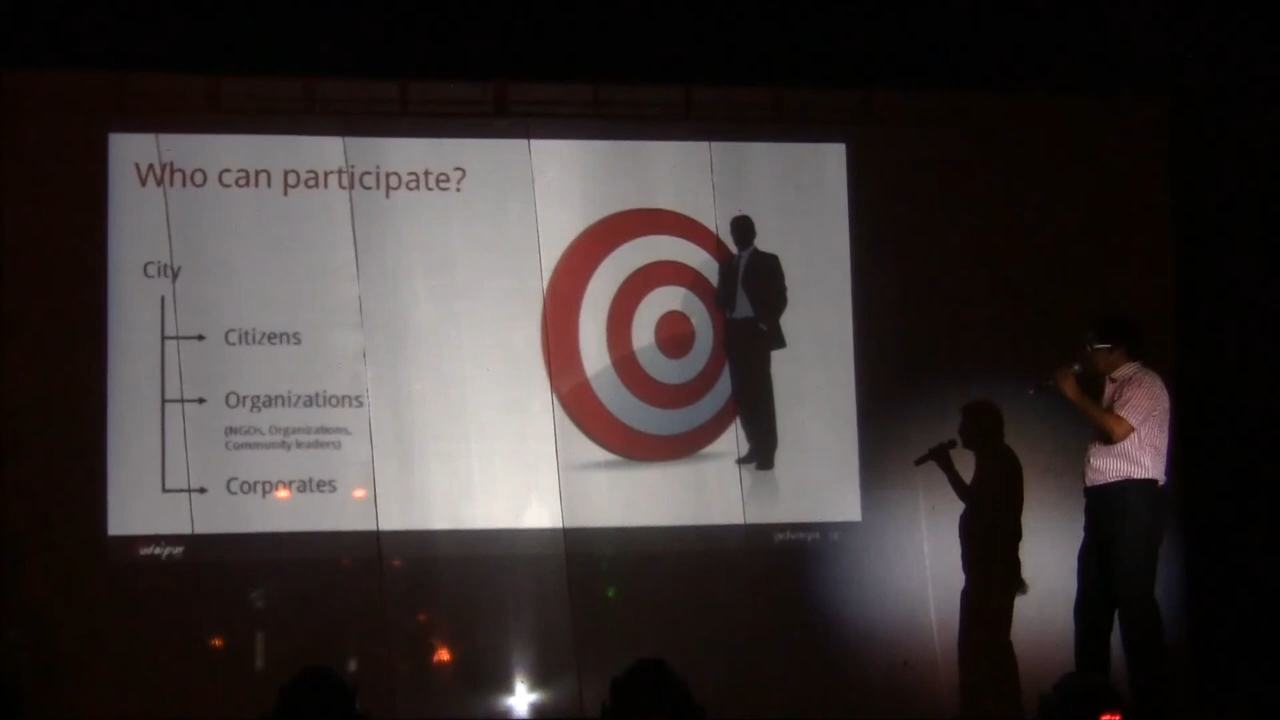 Who can participate?
City
Citizens
Organizations
(NGOs, Organizations,
Community leaders)
Corporates
udaipur